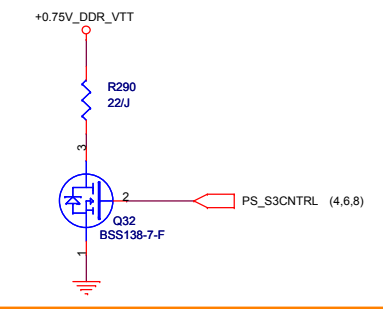 +0.75V_DDR_VTT
R290
22/J
3
2
PS_S3CNTRL (4,6,8)
Q32
BSS138-7-F
1